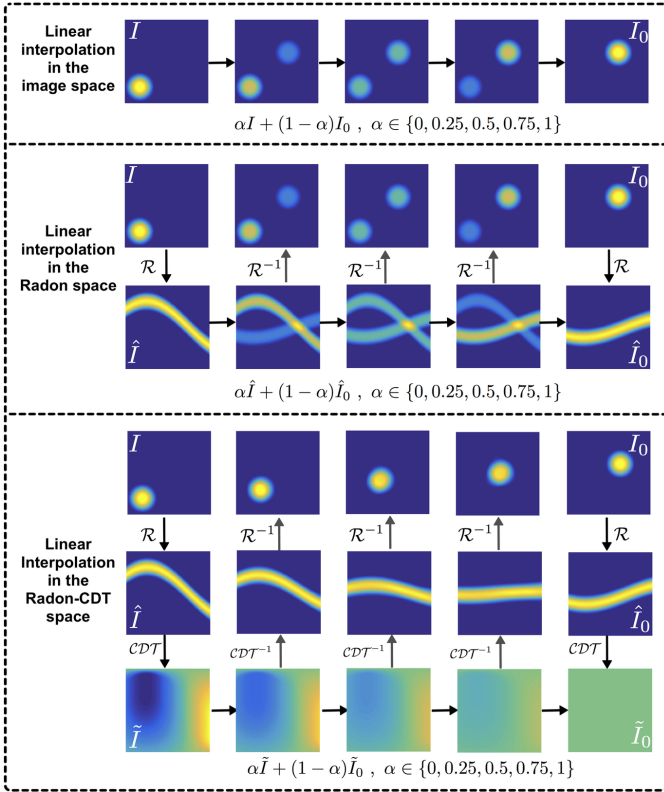 Linear
interpolation
in the
image space
I
I₀
αI + (1 − α)I₀ , α ∈ {0, 0.25, 0.5, 0.75, 1}
Linear
interpolation
in the
Radon space
I
I₀
ℛ
ℛ⁻¹
ℛ⁻¹
ℛ⁻¹
ℛ
Î
Î₀
αÎ + (1 − α)Î₀ , α ∈ {0, 0.25, 0.5, 0.75, 1}
Linear
Interpolation
in the
Radon-CDT
space
I
I₀
ℛ
ℛ⁻¹
ℛ⁻¹
ℛ⁻¹
ℛ
Î
Î₀
𝒞𝒟𝒯
𝒞𝒟𝒯⁻¹
𝒞𝒟𝒯⁻¹
𝒞𝒟𝒯⁻¹
𝒞𝒟𝒯
Ĩ
Ĩ₀
αĨ + (1 − α)Ĩ₀ , α ∈ {0, 0.25, 0.5, 0.75, 1}